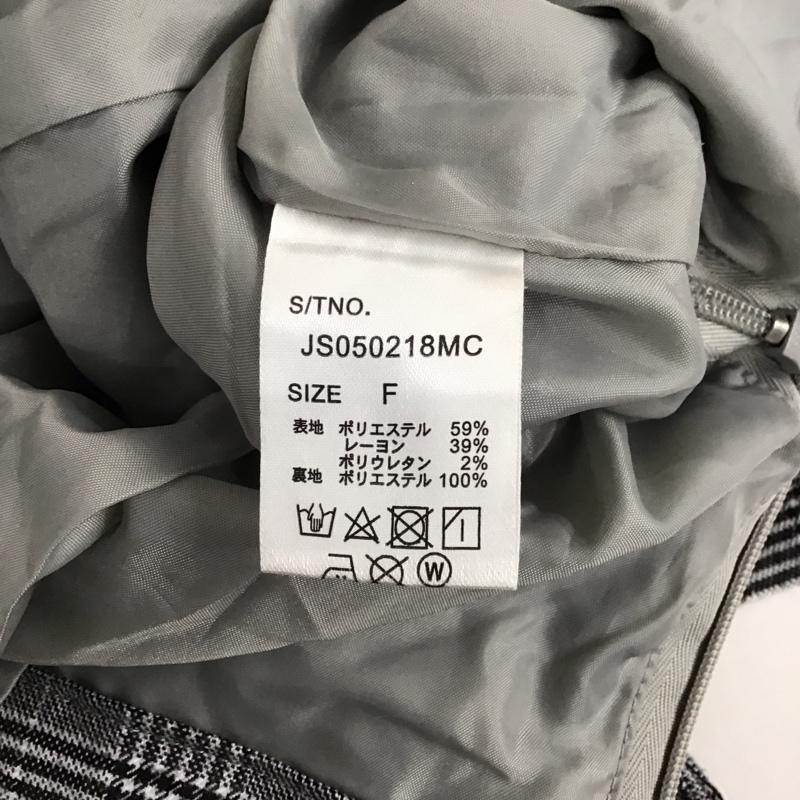 S/TNO.
JS050218MC
SIZE F
表地 ポリエステル 59%
レーヨン 39%
ポリウレタン 2%
裏地 ポリエステル 100%
W